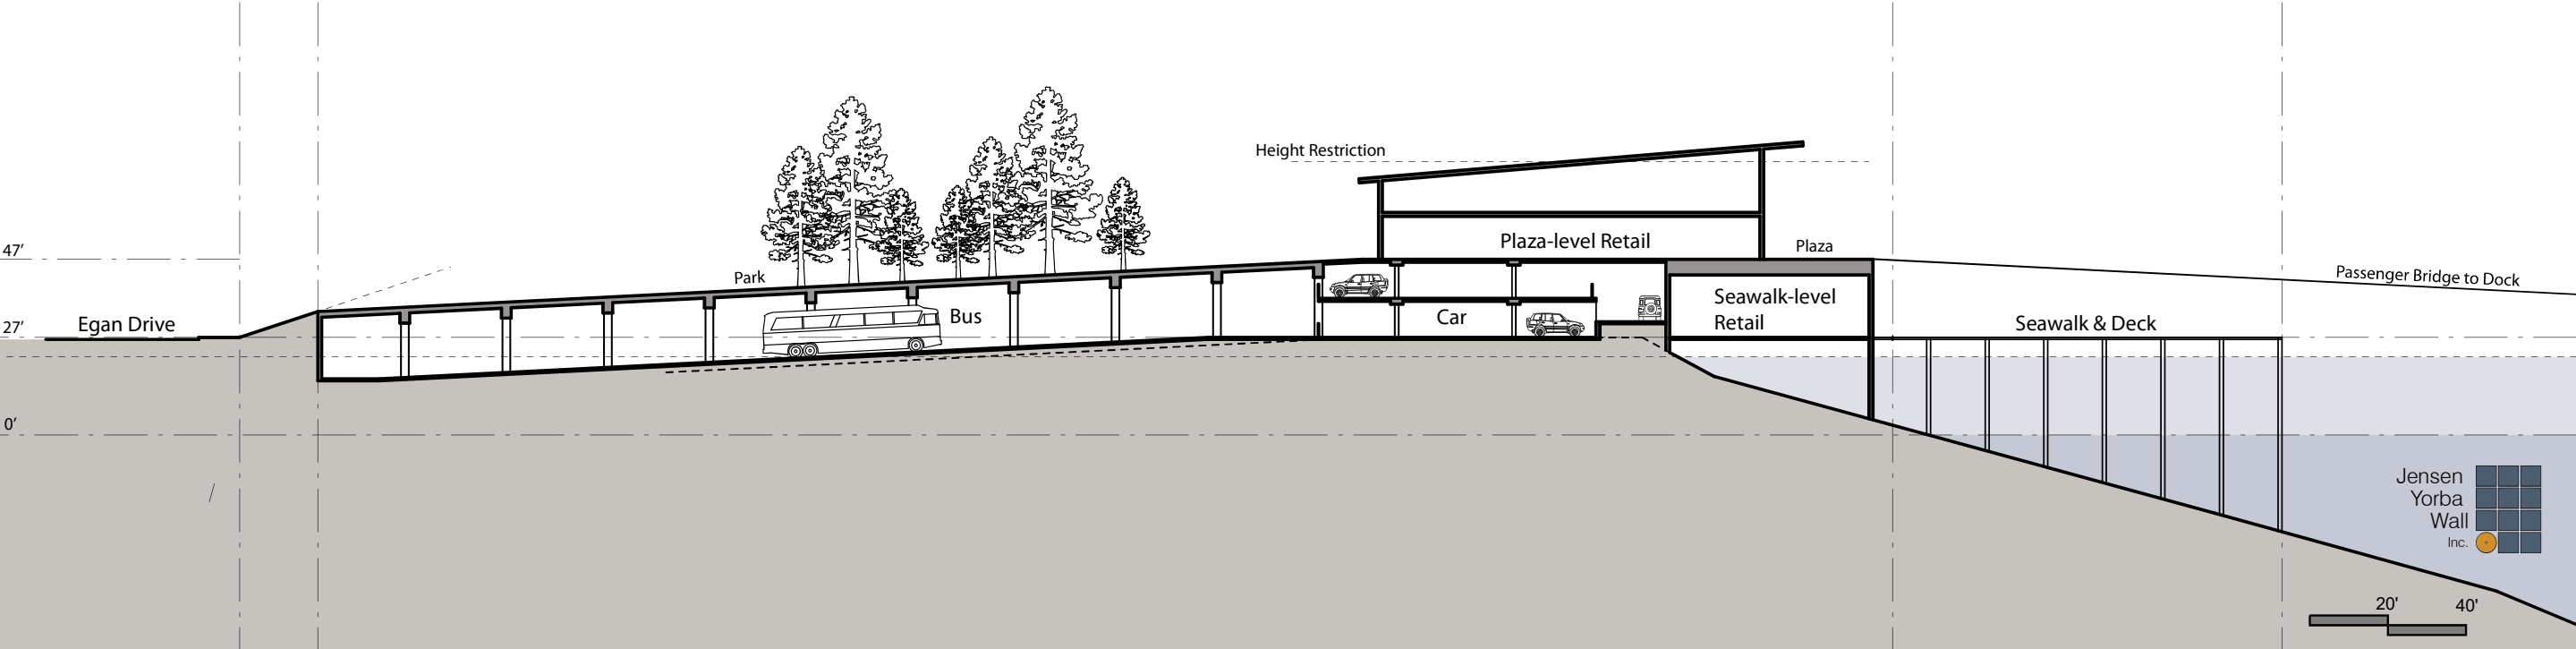 Height Restriction
47’
Plaza-level Retail
Plaza
Park
Passenger Bridge to Dock
27’
Egan Drive
Bus
Car
Seawalk-level
Retail
Seawalk & Deck
0’
Jensen
Yorba
Wall
Inc.
20'
40'